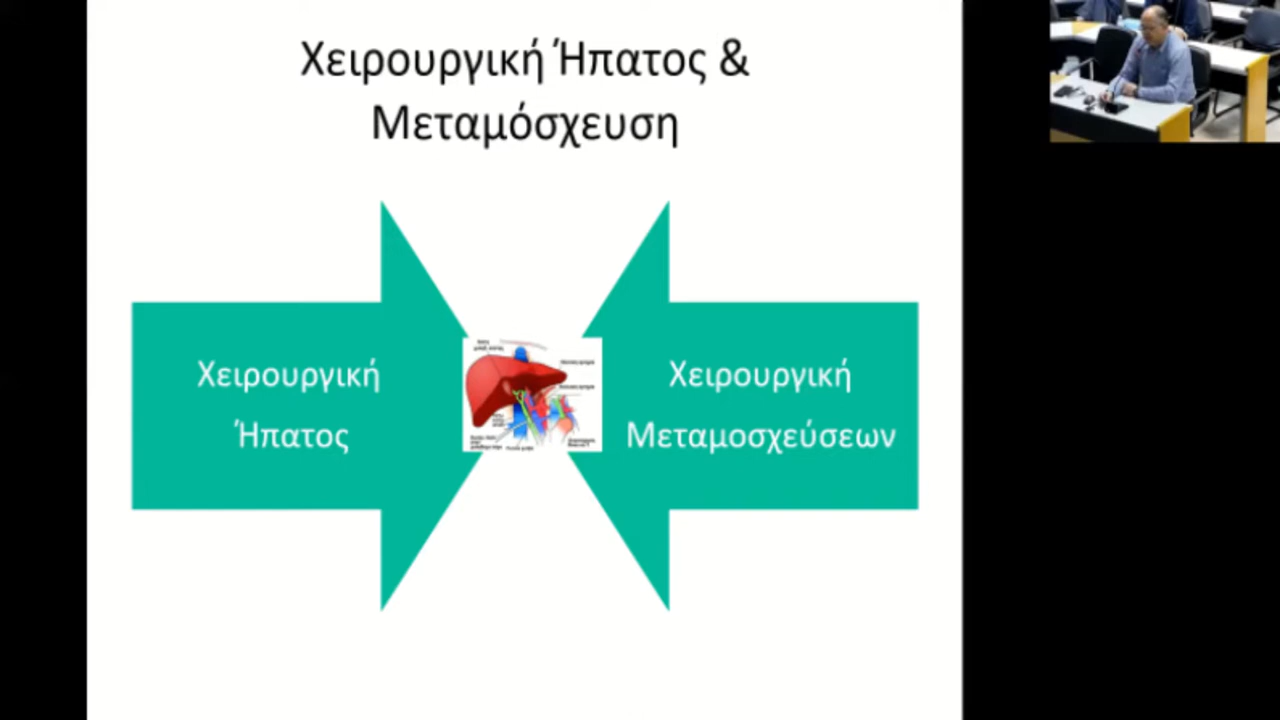 Χειρουργική Ήπατος &
Μεταμόσχευση
Χειρουργική
Ήπατος
Χειρουργική
Μεταμοσχεύσεων